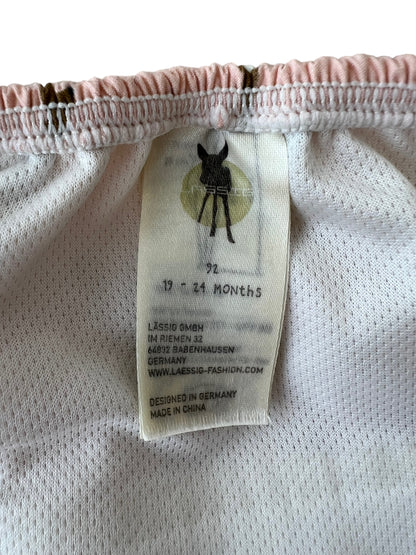 LÄSSIG
92
19 - 24 MONthS
LÄSSIG GMBH
IM RIEMEN 32
64832 BABENHAUSEN
GERMANY
WWW.LAESSIG-FASHION.COM
DESIGNED IN GERMANY
MADE IN CHINA